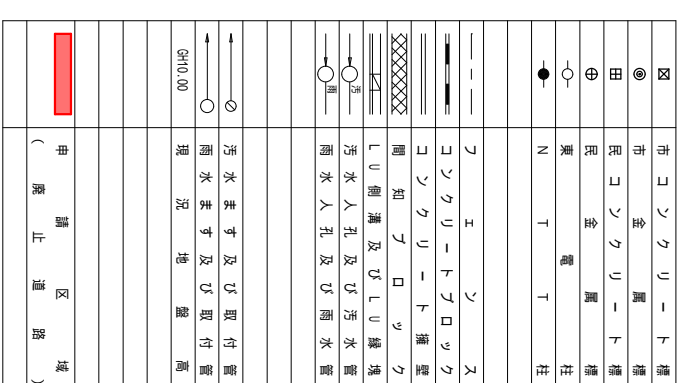 市コンクリート標
市金属標
民コンクリート標
民金属標
東電柱
NTT柱
フェンス
コンクリートブロック
コンクリート擁壁
間知ブロック
LU側溝及びLU縁塊
汚 汚水人孔及び汚水管
雨 雨水人孔及び雨水管
汚水ます及び取付管
雨水ます及び取付管
GH10.00 現況地盤高
申請区域
(廃止道路)